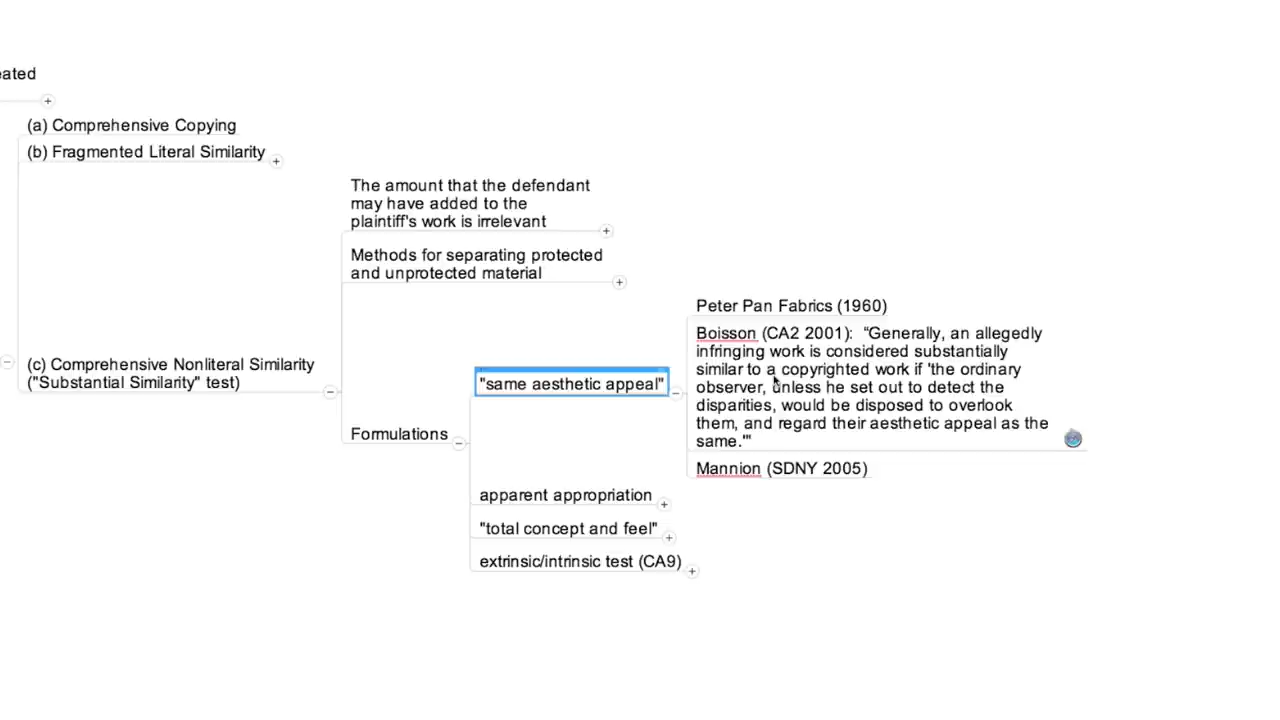 eated
(a) Comprehensive Copying
(b) Fragmented Literal Similarity
The amount that the defendant
may have added to the
plaintiff's work is irrelevant
Methods for separating protected
and unprotected material
Peter Pan Fabrics (1960)
Boisson (CA2 2001):  “Generally, an allegedly
infringing work is considered substantially
similar to a copyrighted work if 'the ordinary
observer, unless he set out to detect the
disparities, would be disposed to overlook
them, and regard their aesthetic appeal as the
same.'"
(c) Comprehensive Nonliteral Similarity
("Substantial Similarity" test)
"same aesthetic appeal"
Formulations
Mannion (SDNY 2005)
apparent appropriation
"total concept and feel"
extrinsic/intrinsic test (CA9)